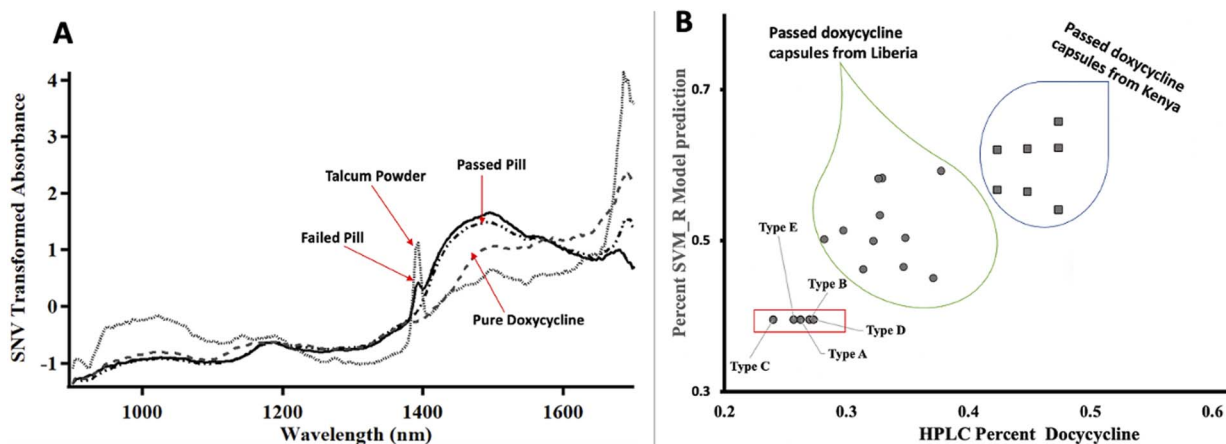 A
SNV Transformed Absorbance
4
3
2
1
0
-1
Talcum Powder
Passed Pill
Failed Pill
Pure Doxycycline
1000
1200
1400
1600
Wavelength (nm)
B
Percent SVM_R Model prediction
0.7
0.5
0.3
Passed doxycycline
capsules from Liberia
Passed doxycycline
capsules from Kenya
Type E
Type B
Type D
Type C
Type A
0.2
0.3
0.4
0.5
0.6
HPLC Percent Docycycline